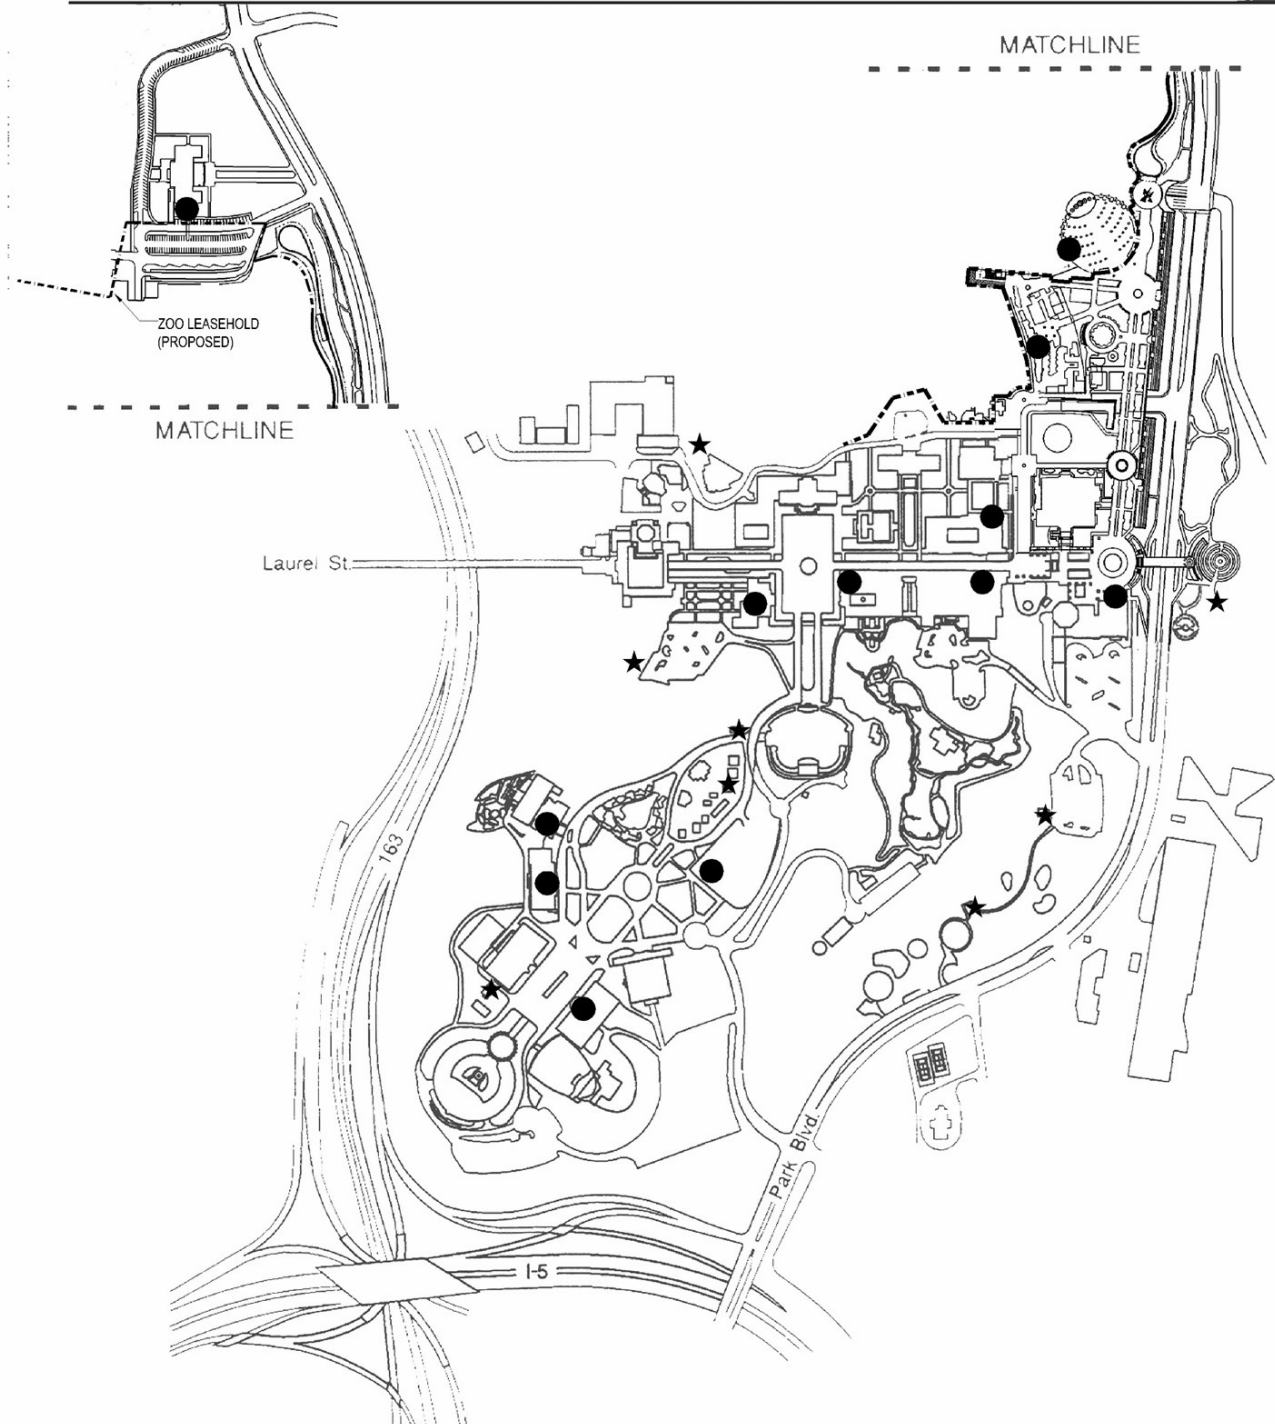 MATCHLINE
ZOO LEASEHOLD
(PROPOSED)
MATCHLINE
Laurel St.
163
Park Blvd.
I-5